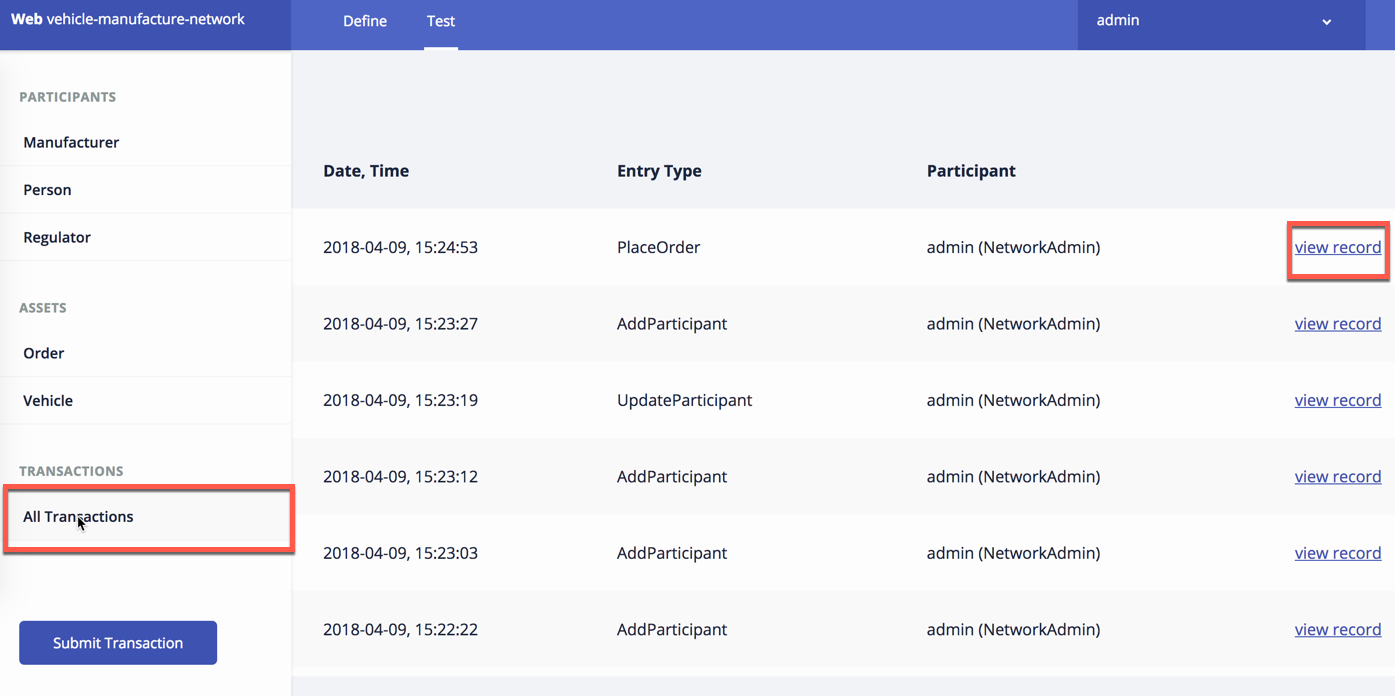 Web vehicle-manufacture-network
Define
Test
admin
PARTICIPANTS
Manufacturer
Person
Regulator
ASSETS
Order
Vehicle
TRANSACTIONS
All Transactions
Submit Transaction
Date, Time Entry Type Participant
2018-04-09, 15:24:53 PlaceOrder admin (NetworkAdmin) view record
2018-04-09, 15:23:27 AddParticipant admin (NetworkAdmin) view record
2018-04-09, 15:23:19 UpdateParticipant admin (NetworkAdmin) view record
2018-04-09, 15:23:12 AddParticipant admin (NetworkAdmin) view record
2018-04-09, 15:23:03 AddParticipant admin (NetworkAdmin) view record
2018-04-09, 15:22:22 AddParticipant admin (NetworkAdmin) view record